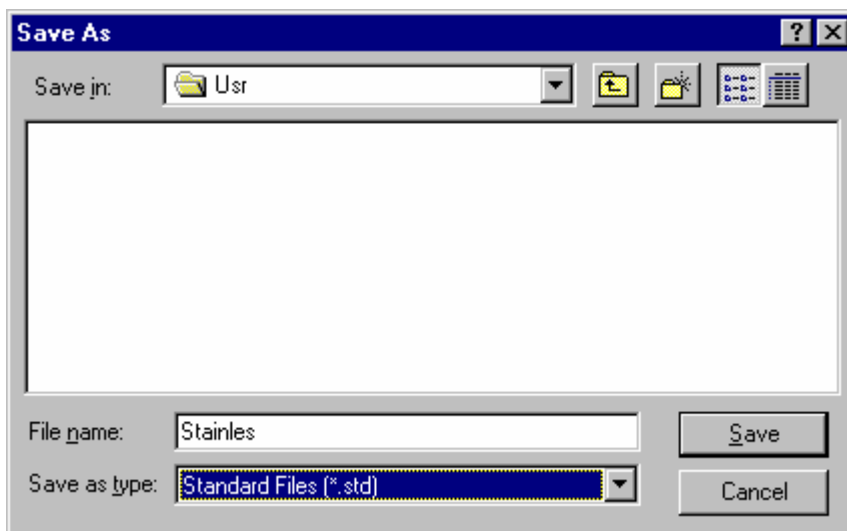 Save As
Save in: Usr
File name: Stainles Save
Save as type: Standard Files (*.std) Cancel